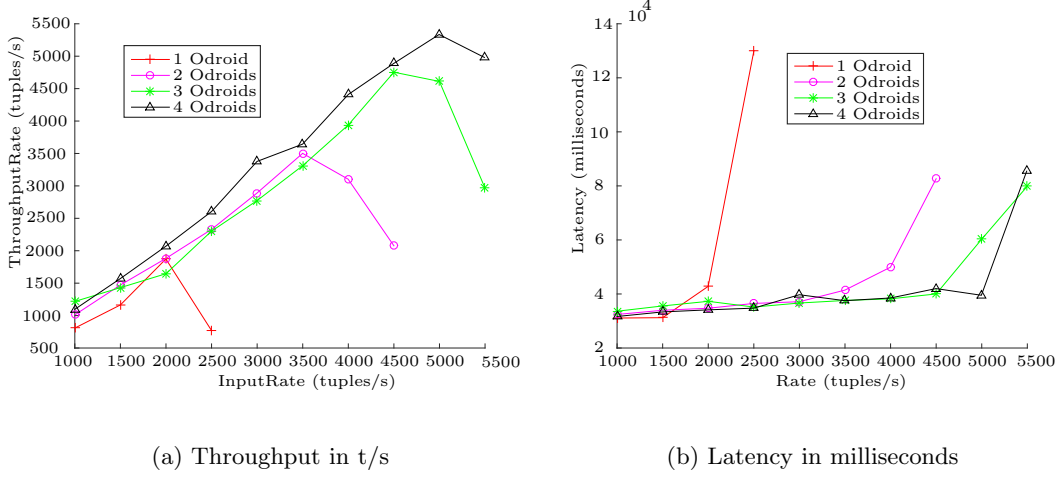 5500
5000
4500
4000
3500
3000
2500
2000
1500
1000
500
ThroughputRate (tuples/s)
1 Odroid
2 Odroids
3 Odroids
4 Odroids
1000 1500 2000 2500 3000 3500 4000 4500 5000 5500
InputRate (tuples/s)
(a) Throughput in t/s
10^4
14
12
10
8
6
4
2
Latency (milliseconds)
1 Odroid
2 Odroids
3 Odroids
4 Odroids
1000 1500 2000 2500 3000 3500 4000 4500 5000 5500
Rate (tuples/s)
(b) Latency in milliseconds